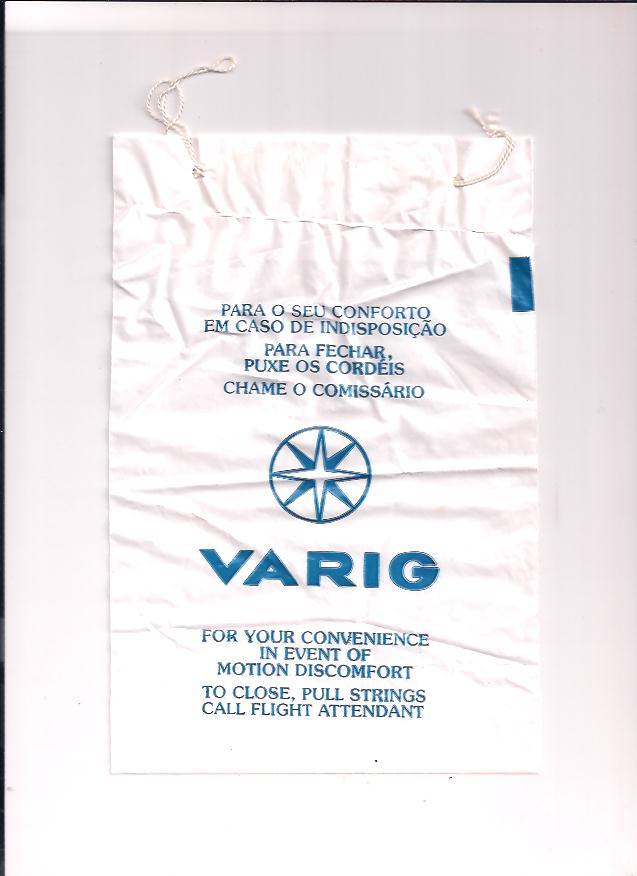 PARA O SEU CONFORTO
EM CASO DE INDISPOSIÇÃO
PARA FECHAR,
PUXE OS CORDÉIS
CHAME O COMISSÁRIO
VARIG
FOR YOUR CONVENIENCE
IN EVENT OF
MOTION DISCOMFORT
TO CLOSE, PULL STRINGS
CALL FLIGHT ATTENDANT